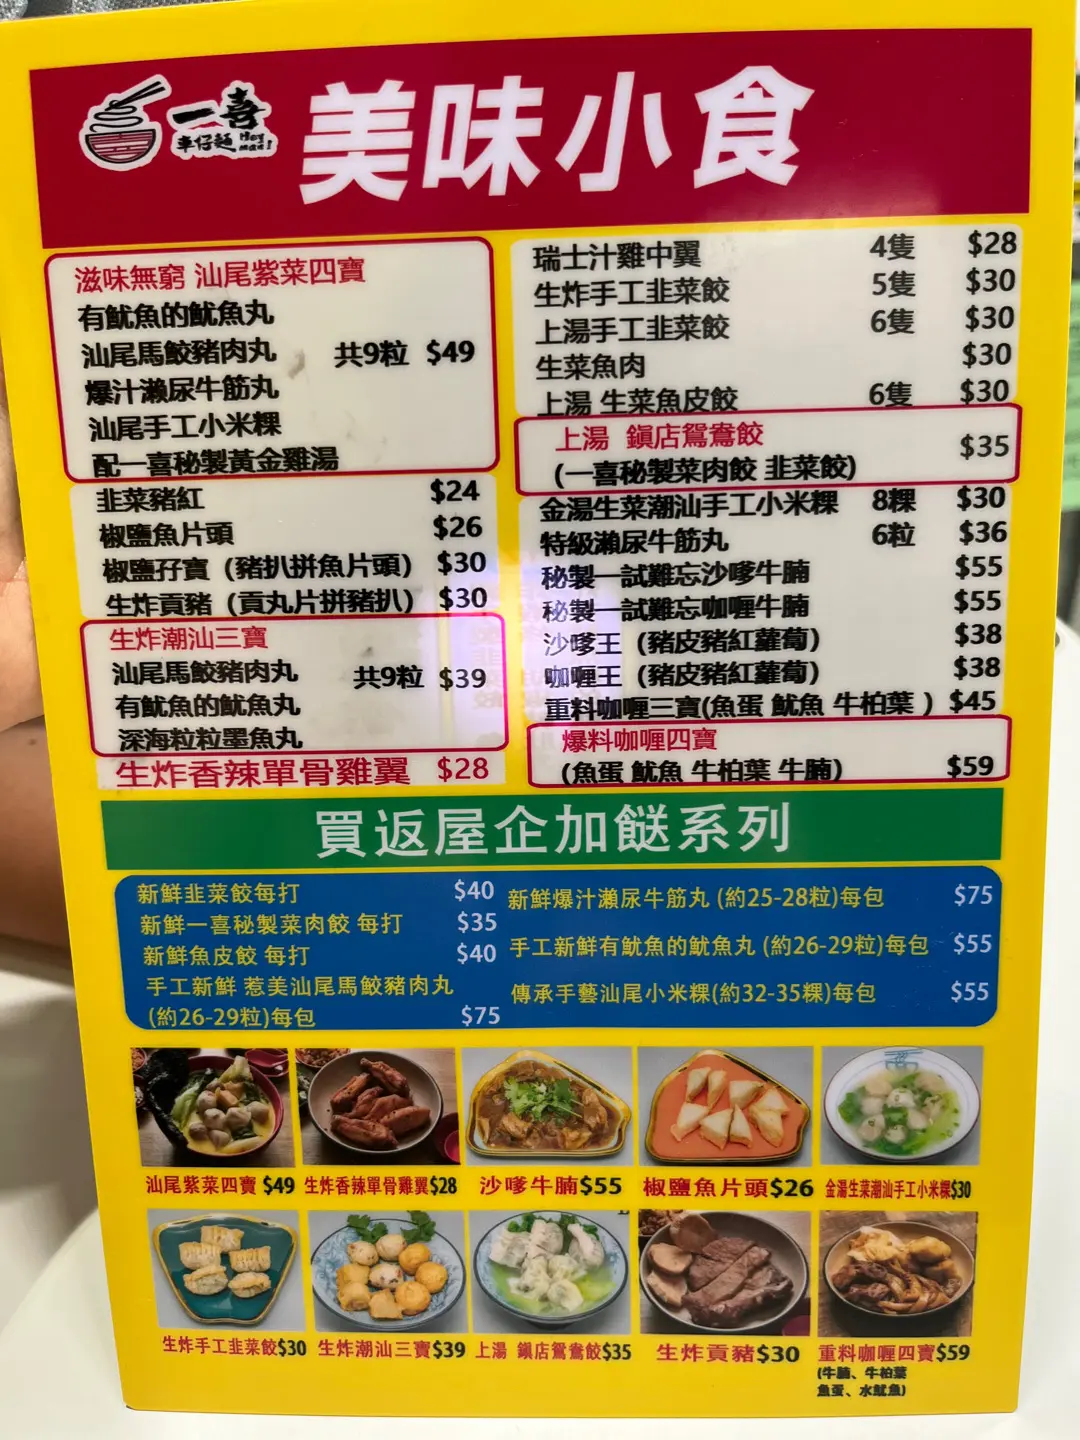 一喜
車仔麵
美味小食
滋味無窮 汕尾紫菜四寶
有魷魚的魷魚丸
汕尾馬鮫豬肉丸 共9粒 $49
爆汁瀨尿牛筋丸
汕尾手工小米粿
配一喜秘製黃金雞湯
韭菜豬紅 $24
椒鹽魚片頭 $26
椒鹽孖寶（豬扒拼魚片頭） $30
生炸貢豬（貢丸片拼豬扒） $30
生炸潮汕三寶
汕尾馬鮫豬肉丸 共9粒 $39
有魷魚的魷魚丸
深海粒粒墨魚丸
生炸香辣單骨雞翼 $28
瑞士汁雞中翼 4隻 $28
生炸手工韭菜餃 5隻 $30
上湯手工韭菜餃 6隻 $30
生菜魚肉 $30
上湯 生菜魚皮餃 6隻 $30
上湯 鎮店鴛鴦餃 $35
(一喜秘製菜肉餃 韭菜餃)
金湯生菜潮汕手工小米粿 8粿 $30
特級瀨尿牛筋丸 6粒 $36
秘製一試難忘沙嗲牛腩 $55
秘製一試難忘咖喱牛腩 $55
沙嗲王（豬皮豬紅蘿蔔） $38
咖喱王（豬皮豬紅蘿蔔） $38
重料咖喱三寶(魚蛋 魷魚 牛柏葉 ) $45
爆料咖喱四寶
(魚蛋 魷魚 牛柏葉 牛腩) $59
買返屋企加餸系列
新鮮韭菜餃每打 $40
新鮮一喜秘製菜肉餃 每打 $35
新鮮魚皮餃 每打 $40
手工新鮮 惹美汕尾馬鮫豬肉丸
(約26-29粒)每包 $75
新鮮爆汁瀨尿牛筋丸 (約25-28粒)每包 $75
手工新鮮有魷魚的魷魚丸 (約26-29粒)每包 $55
傳承手藝汕尾小米粿(約32-35粿)每包 $55
汕尾紫菜四寶 $49
生炸香辣單骨雞翼$28
沙嗲牛腩$55
椒鹽魚片頭$26
金湯生菜潮汕手工小米粿$30
生炸手工韭菜餃$30
生炸潮汕三寶$39
上湯 鎮店鴛鴦餃$35
生炸貢豬$30
重料咖喱四寶$59
(牛腩、牛柏葉
魚蛋、水魷魚)